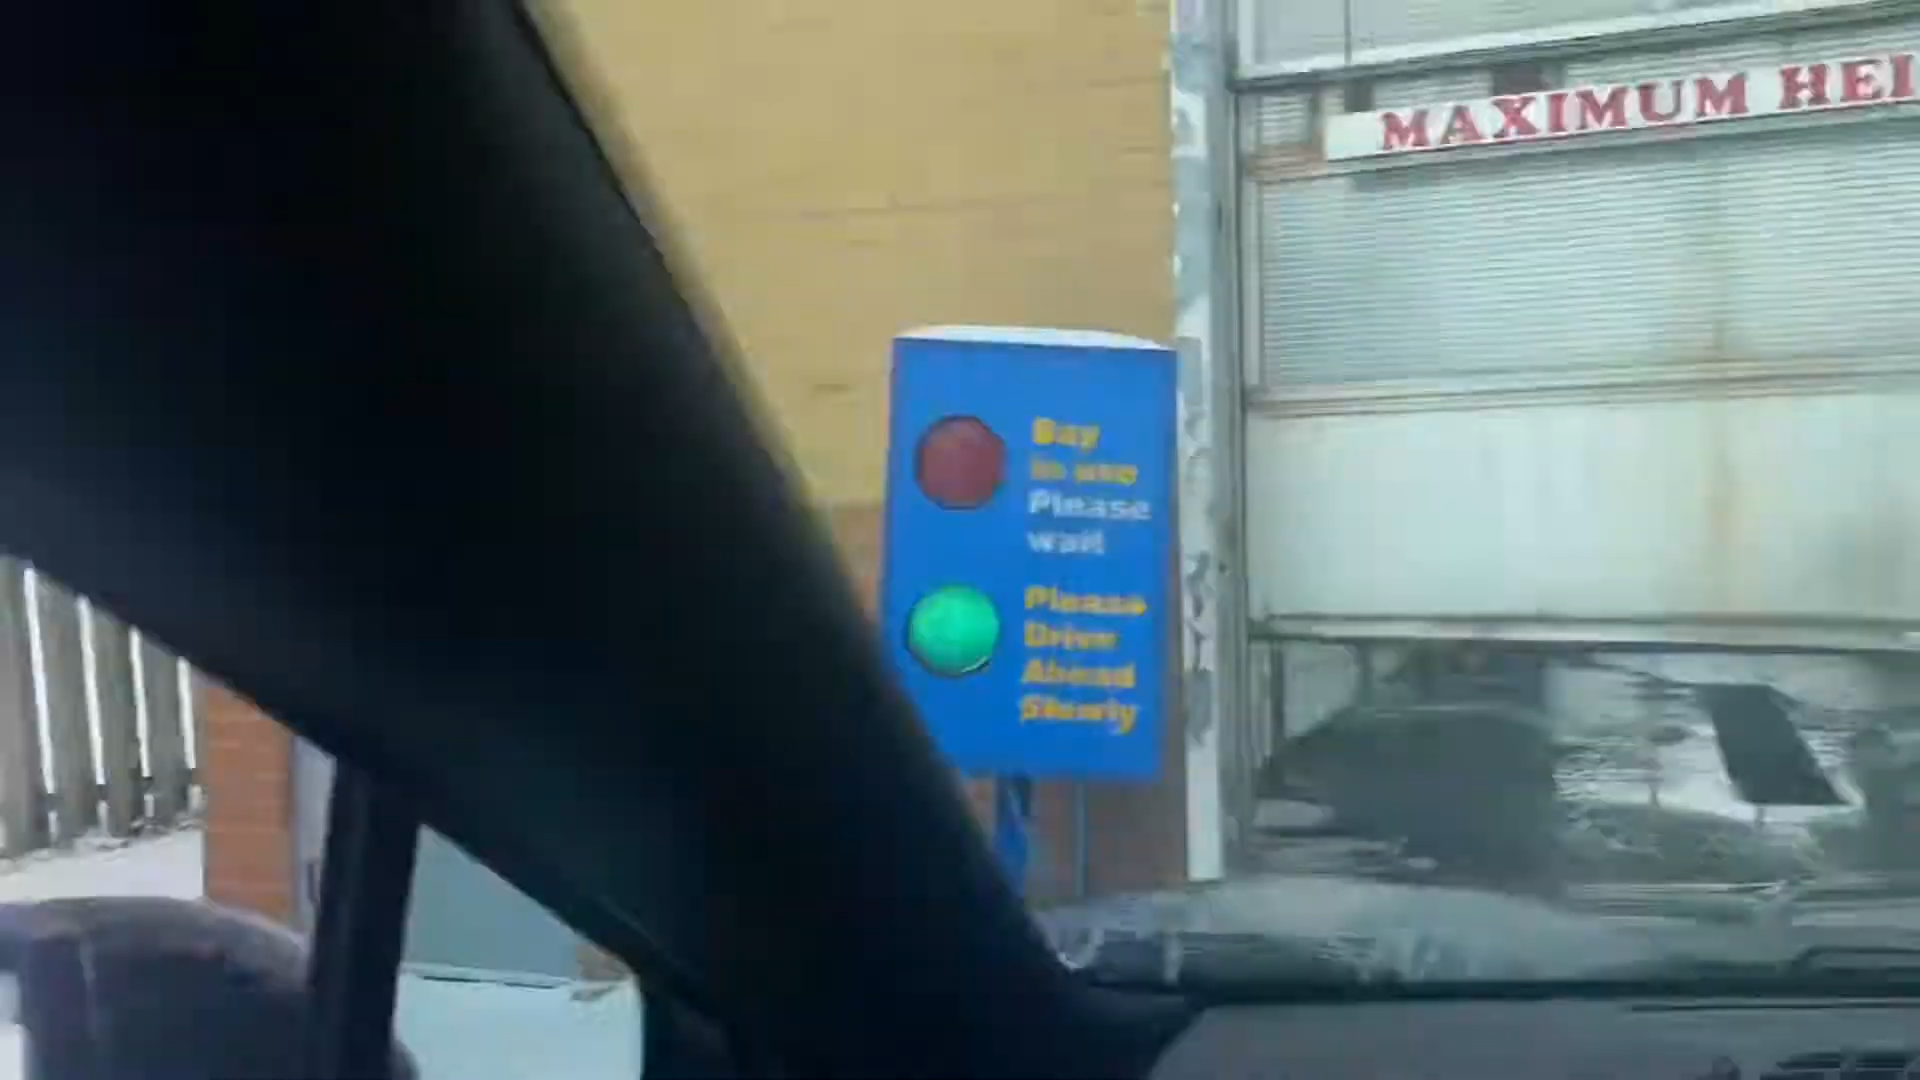 MAXIMUM HEI
Bay
in use
Please
wait
Please
Drive
Ahead
Slowly